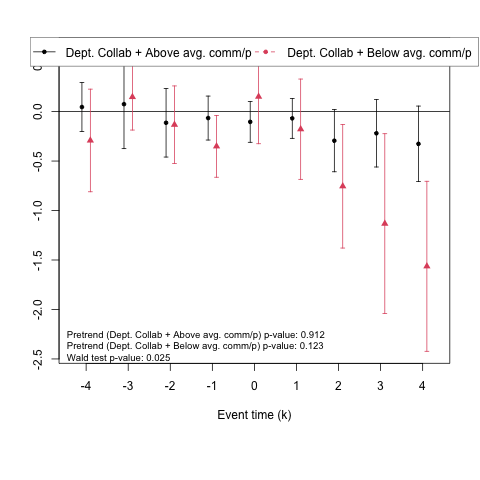 Dept. Collab + Above avg. comm/p Dept. Collab + Below avg. comm/p
0.0
-0.5
-1.0
-1.5
-2.0
-2.5
Pretrend (Dept. Collab + Above avg. comm/p) p-value: 0.912
Pretrend (Dept. Collab + Below avg. comm/p) p-value: 0.123
Wald test p-value: 0.025
-4 -3 -2 -1 0 1 2 3 4
Event time (k)